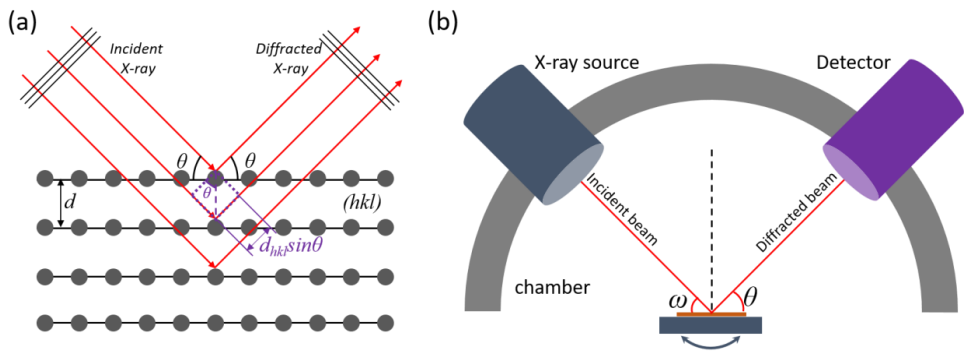 (a)
Incident
X-ray
Diffracted
X-ray
θ
θ
θ
d
(hkl)
d_hkl sinθ
(b)
X-ray source
Detector
Incident beam
Diffracted beam
chamber
ω
θ